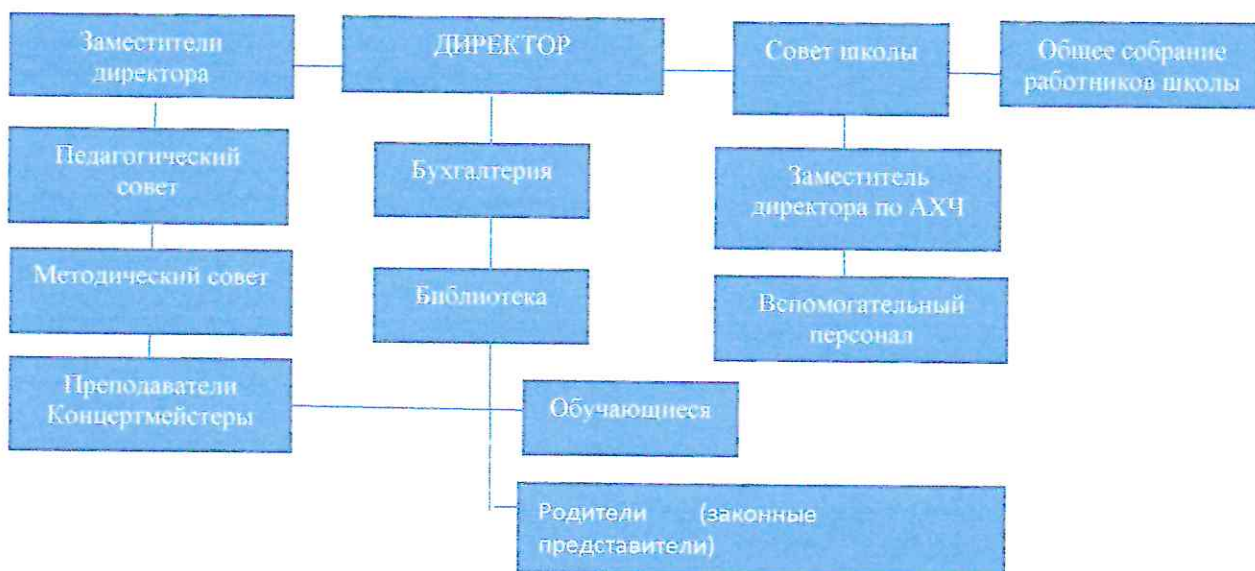 Заместители
директора
ДИРЕКТОР
Совет школы
Общее собрание
работников школы
Педагогический
совет
Бухгалтерия
Заместитель
директора по АХЧ
Методический совет
Библиотека
Вспомогательный
персонал
Преподаватели
Концертмейстеры
Обучающиеся
Родители (законные
представители)